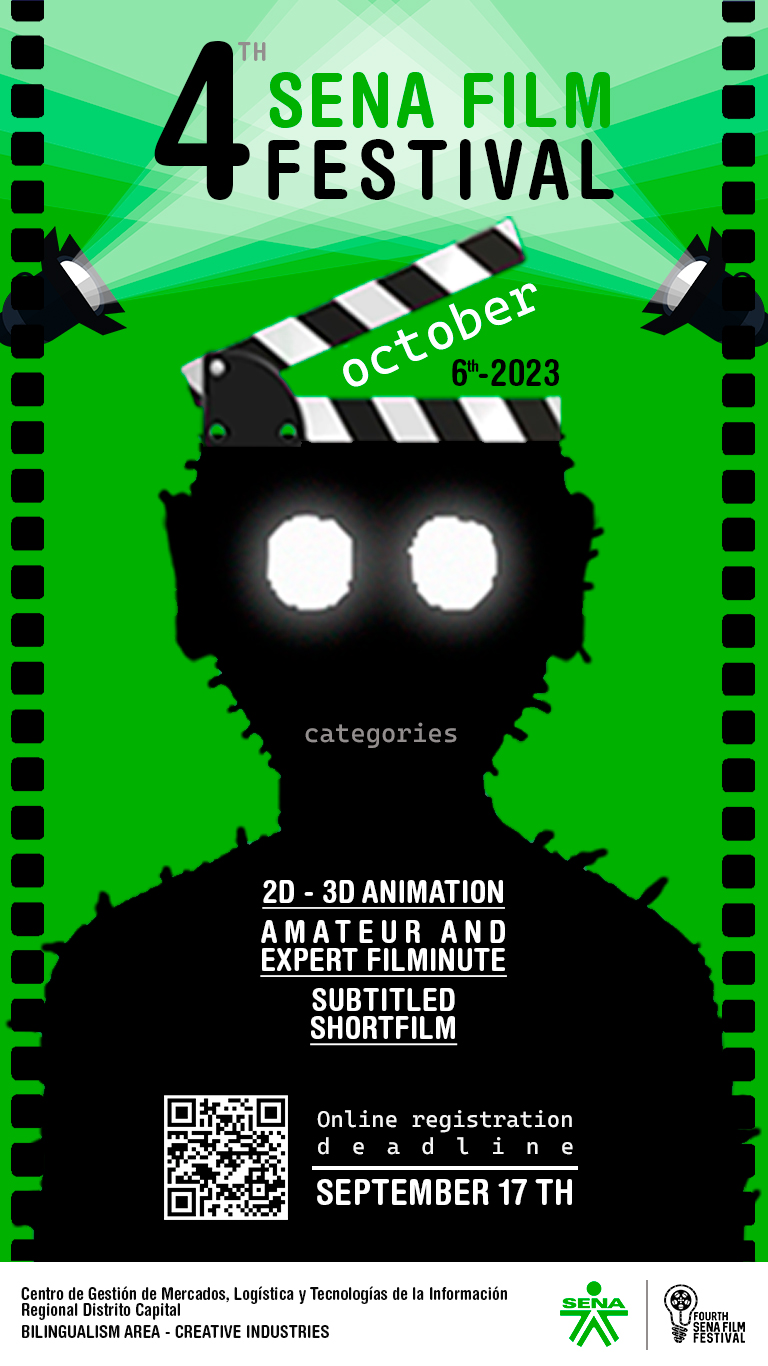 4TH
SENA FILM
FESTIVAL
october
6th-2023
categories
2D - 3D ANIMATION
AMATEUR AND
EXPERT FILMINUTE
SUBTITLED
SHORTFILM
Online registration
deadline
SEPTEMBER 17 TH
Centro de Gestión de Mercados, Logística y Tecnologías de la Información
Regional Distrito Capital
BILINGUALISM AREA - CREATIVE INDUSTRIES
SENA
FOURTH
SENA FILM
FESTIVAL